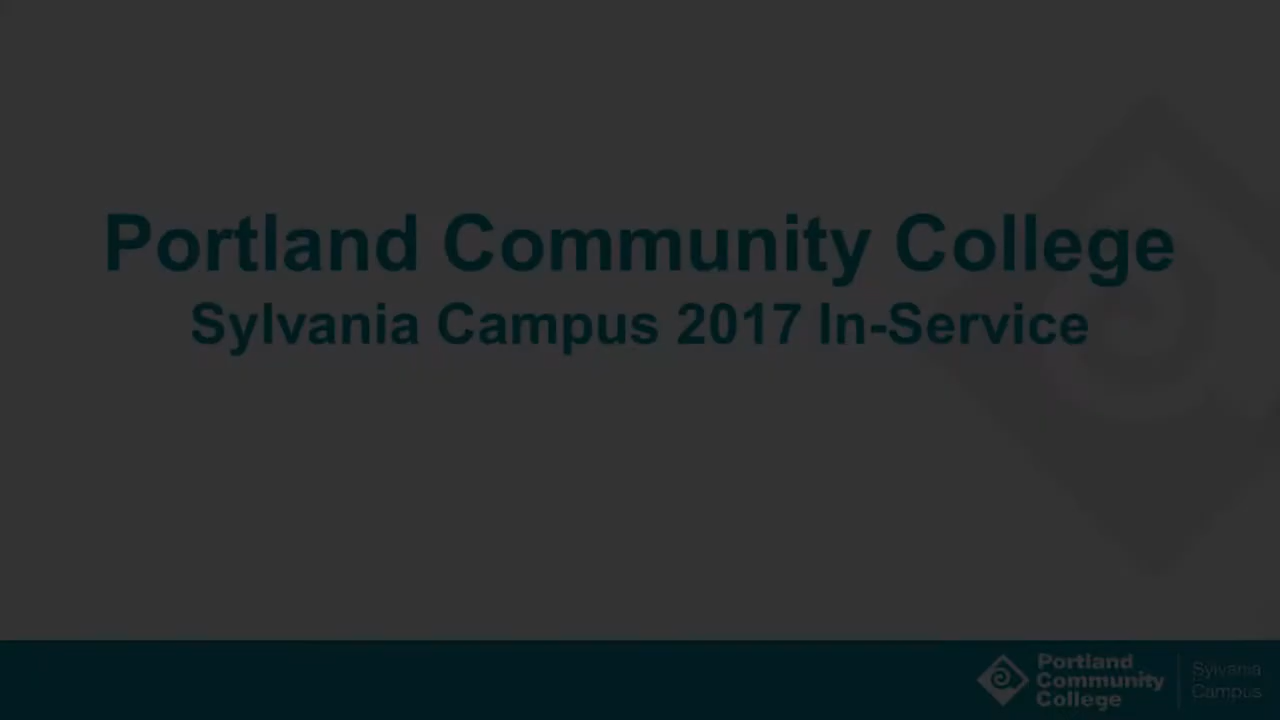 Portland Community College
Sylvania Campus 2017 In-Service
Portland
Community
College
Sylvania
Campus